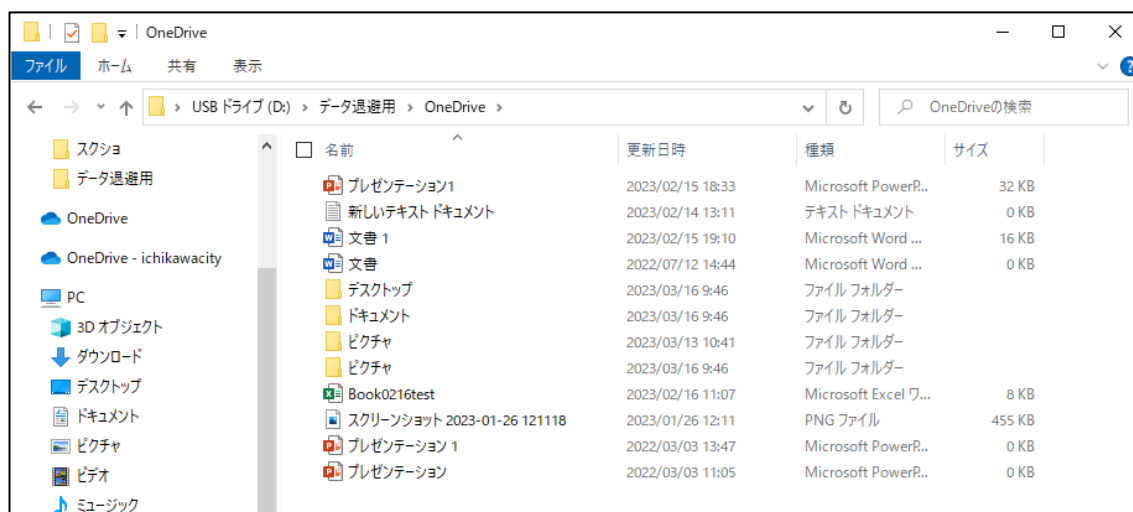 OneDrive
ファイル ホーム 共有 表示
USB ドライブ (D:) › データ退避用 › OneDrive › OneDriveの検索
スクショ
データ退避用
OneDrive
OneDrive - ichikawacity
PC
3D オブジェクト
ダウンロード
デスクトップ
ドキュメント
ピクチャ
ビデオ
ミュージック
名前 更新日時 種類 サイズ
プレゼンテーション1 2023/02/15 18:33 Microsoft PowerP... 32 KB
新しいテキスト ドキュメント 2023/02/14 13:11 テキスト ドキュメント 0 KB
文書 1 2023/02/15 19:10 Microsoft Word ... 16 KB
文書 2022/07/12 14:44 Microsoft Word ... 0 KB
デスクトップ 2023/03/16 9:46 ファイル フォルダー
ドキュメント 2023/03/16 9:46 ファイル フォルダー
ピクチャ 2023/03/13 10:41 ファイル フォルダー
ピクチャ 2023/03/16 9:46 ファイル フォルダー
Book0216test 2023/02/16 11:07 Microsoft Excel ワ... 8 KB
スクリーンショット 2023-01-26 121118 2023/01/26 12:11 PNG ファイル 455 KB
プレゼンテーション 1 2022/03/03 13:47 Microsoft PowerP... 0 KB
プレゼンテーション 2022/03/03 11:05 Microsoft PowerP... 0 KB